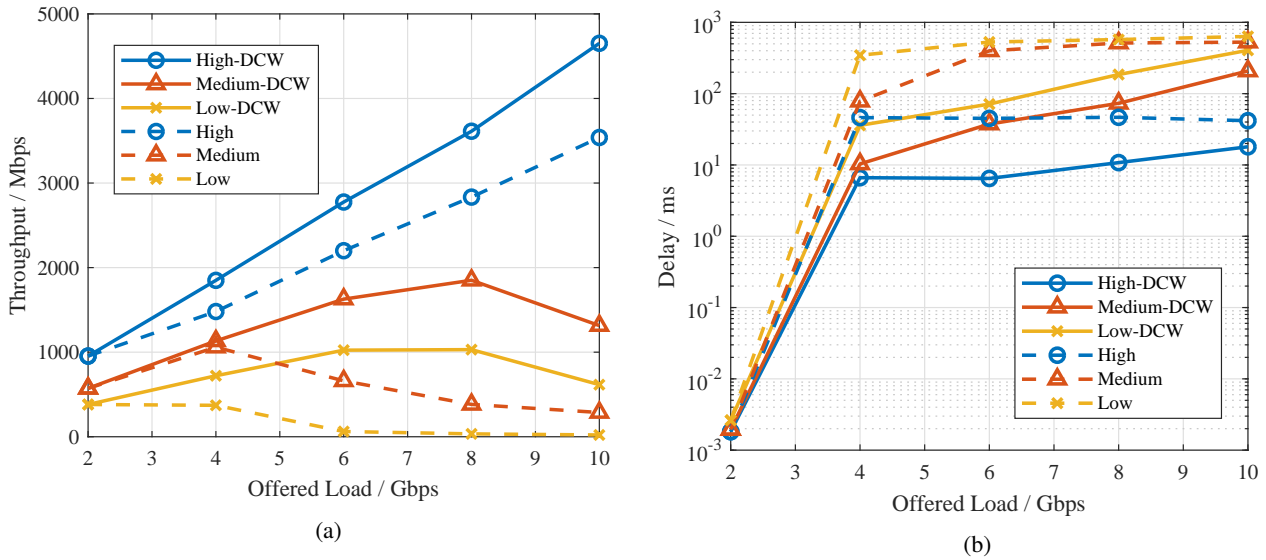 5000
4000
3000
2000
1000
0
Throughput / Mbps
High-DCW
Medium-DCW
Low-DCW
High
Medium
Low
2 3 4 5 6 7 8 9 10
Offered Load / Gbps
(a)
10^3
10^2
10^1
10^0
10^-1
10^-2
10^-3
Delay / ms
High-DCW
Medium-DCW
Low-DCW
High
Medium
Low
2 3 4 5 6 7 8 9 10
Offered Load / Gbps
(b)